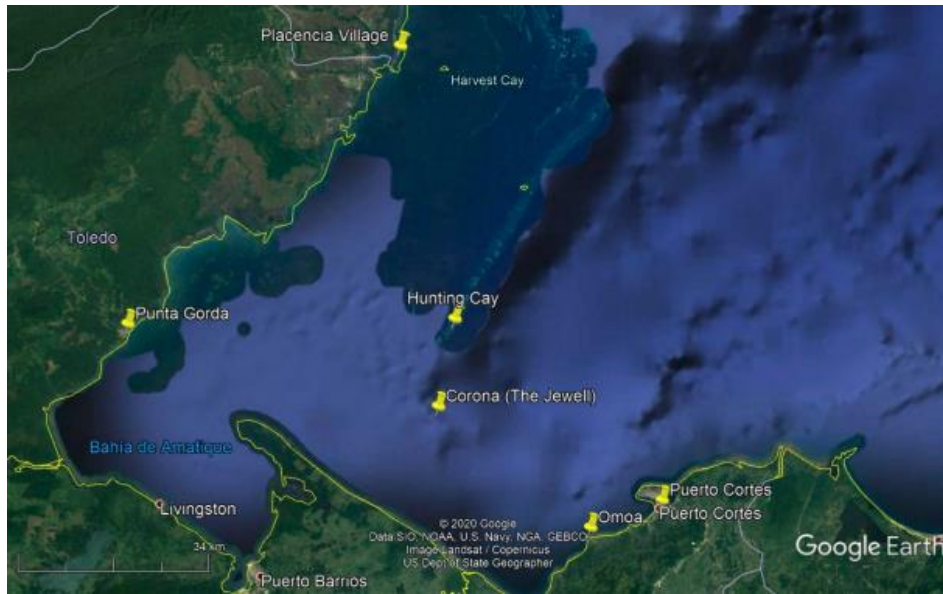 Placencia Village
Harvest Cay
Toledo
Hunting Cay
Punta Gorda
Corona (The Jewell)
Bahia de Amatique
Livingston
Puerto Cortes
Puerto Cortés
Omoa
© 2020 Google
Data SIO, NOAA, U.S. Navy, NGA, GEBCO
Image Landsat / Copernicus
US Dept of State Geographer
34 km
Google Earth
Puerto Barrios